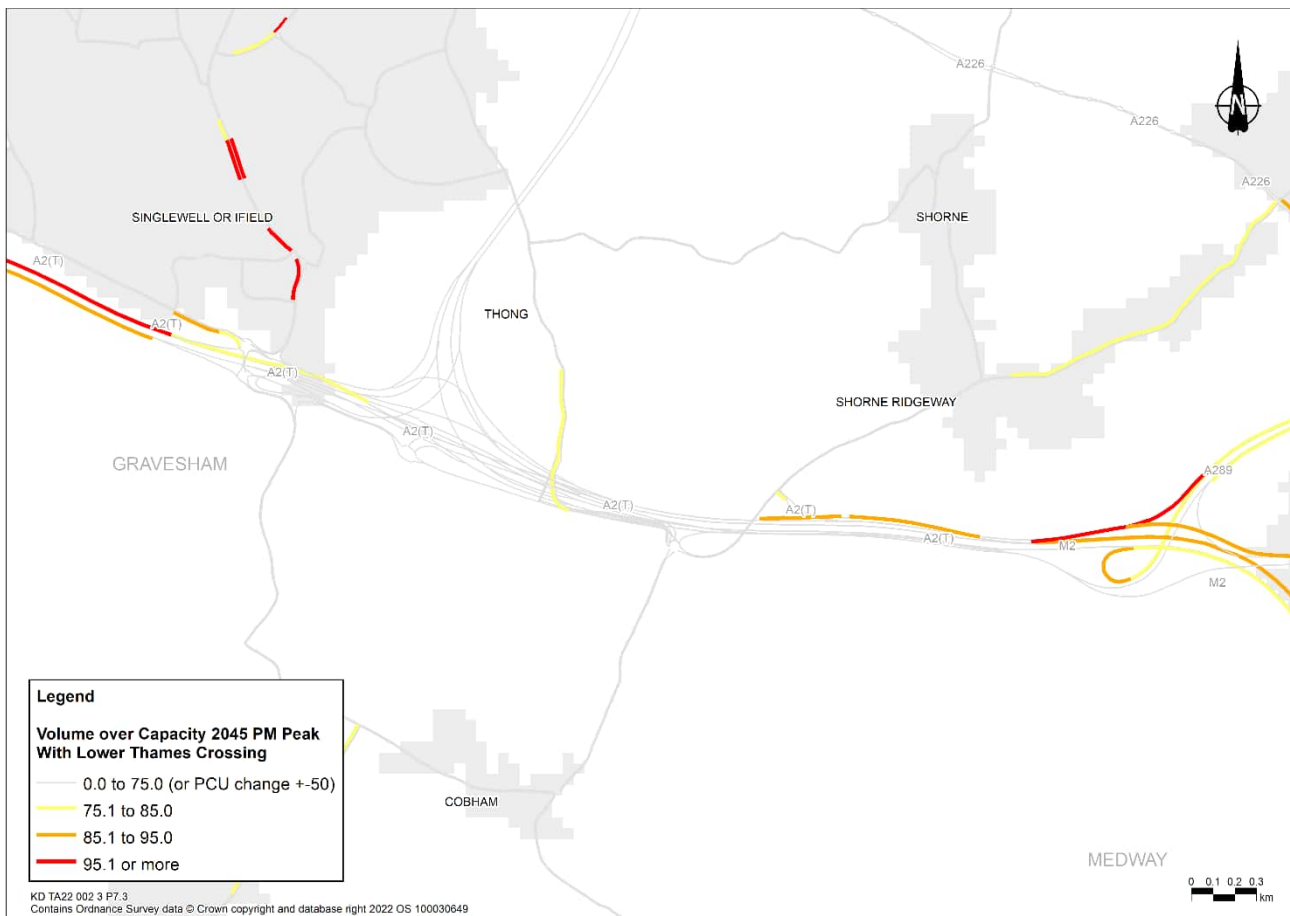 A226
N
A226
A226
SINGLEWELL OR IFIELD
SHORNE
A2(T)
THONG
A2(T)
A2(T)
SHORNE RIDGEWAY
A2(T)
GRAVESHAM
A289
A2(T)
A2(T)
A2(T)
M2
M2
Legend
Volume over Capacity 2045 PM Peak
With Lower Thames Crossing
0.0 to 75.0 (or PCU change +-50)
75.1 to 85.0
85.1 to 95.0
95.1 or more
COBHAM
MEDWAY
0 0.1 0.2 0.3
km
KD TA22 002 3 P7.3
Contains Ordnance Survey data © Crown copyright and database right 2022 OS 100030649